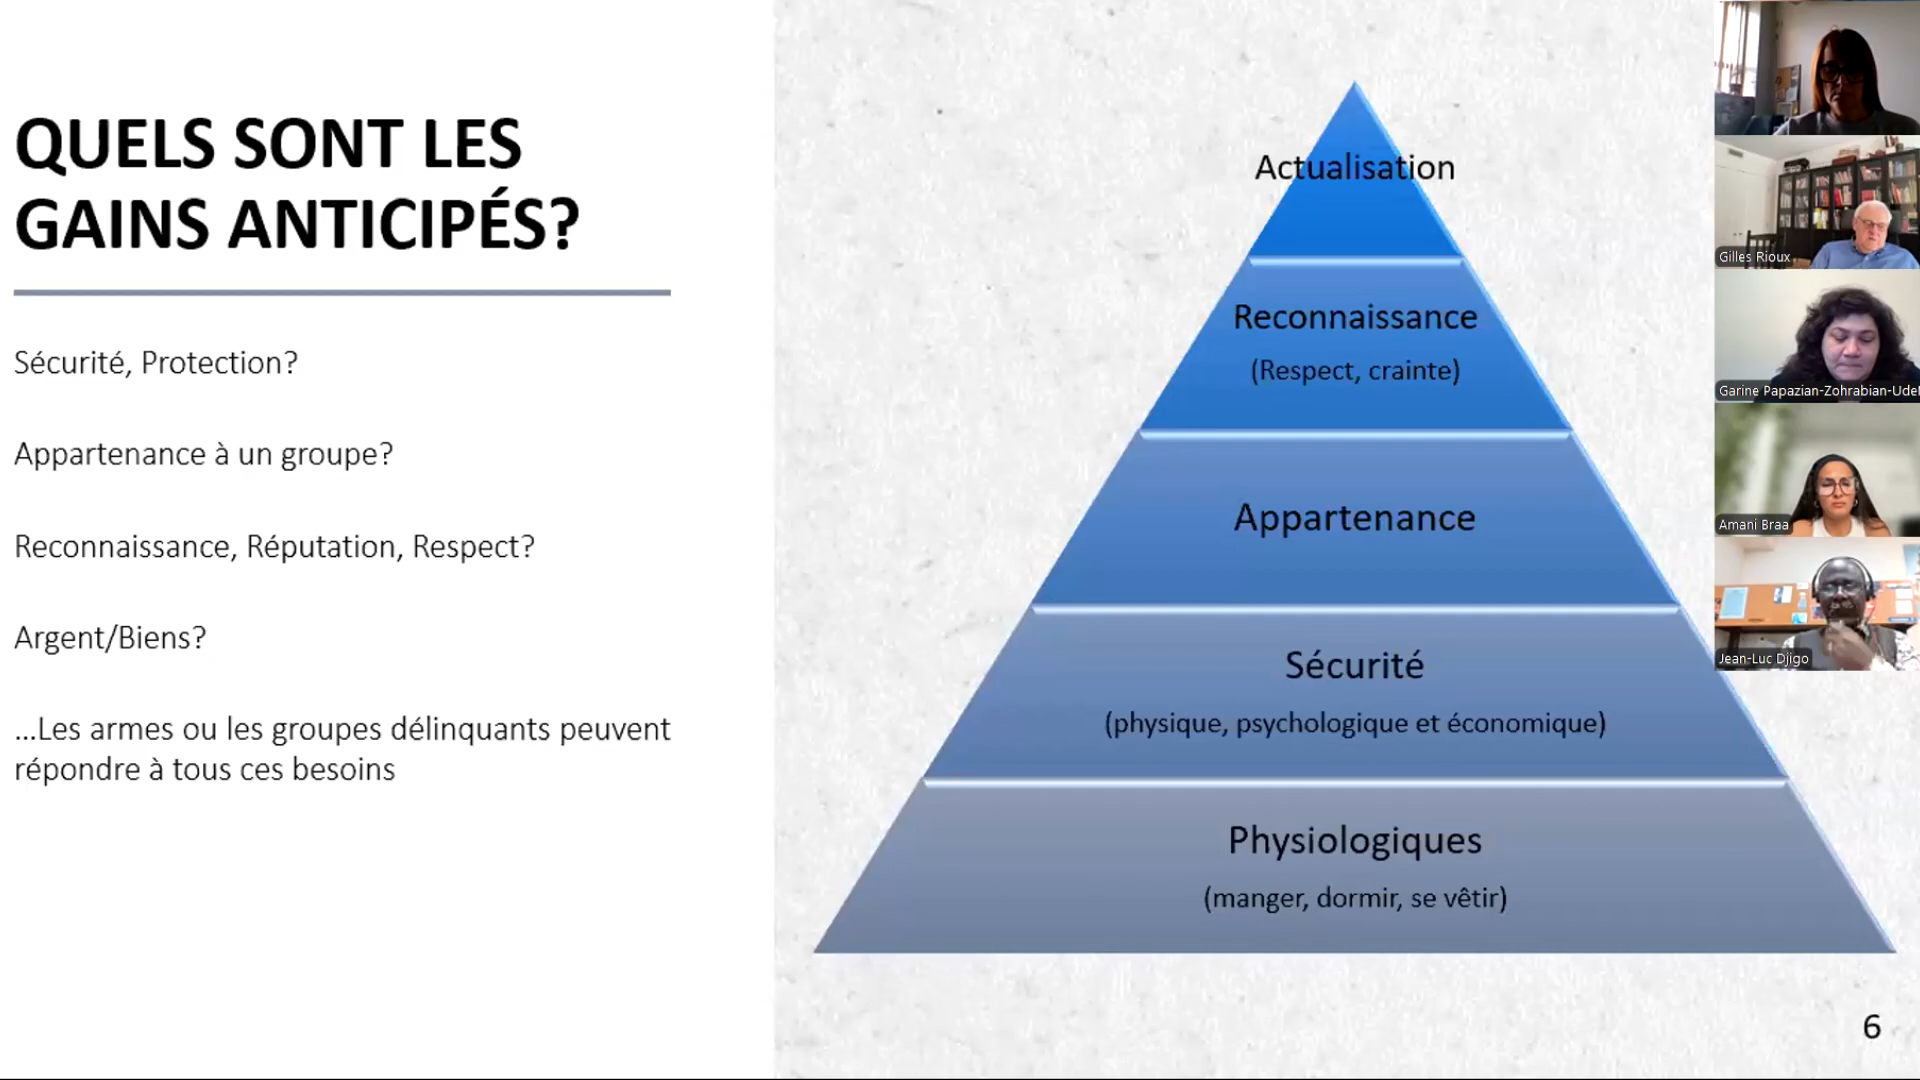 QUELS SONT LES
GAINS ANTICIPÉS?
Sécurité, Protection?
Appartenance à un groupe?
Reconnaissance, Réputation, Respect?
Argent/Biens?
...Les armes ou les groupes délinquants peuvent
répondre à tous ces besoins
Actualisation
Reconnaissance
(Respect, crainte)
Appartenance
Sécurité
(physique, psychologique et économique)
Physiologiques
(manger, dormir, se vêtir)
6
Gilles Rioux
Garine Papazian-Zohrabian-Ude
Amani Braa
Jean-Luc Djigo